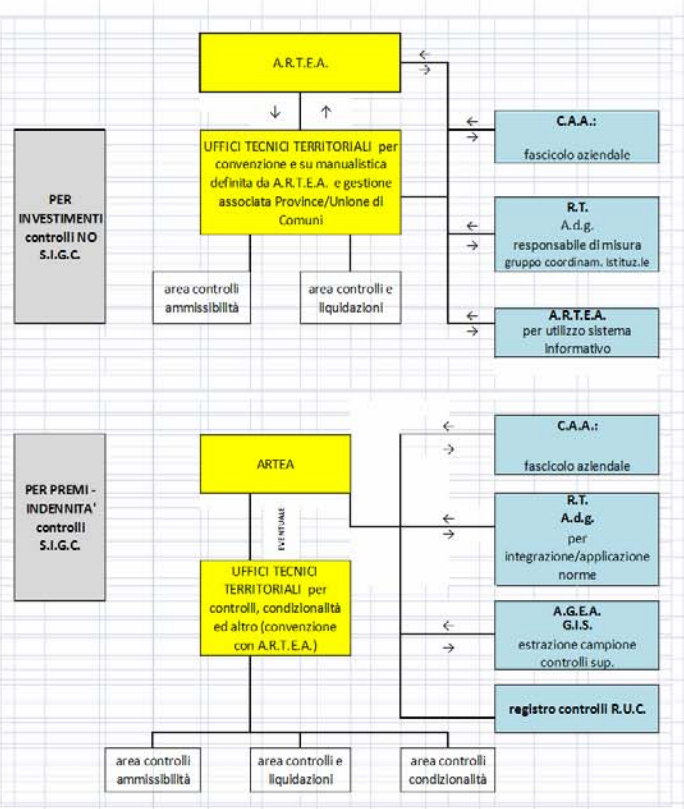 A.R.T.E.A.
PER
INVESTIMENTI
controlli NO
S.I.G.C.
UFFICI TECNICI TERRITORIALI per
convenzione e su manualistica
definita da A.R.T.E.A. e gestione
associata Province/Unione di
Comuni
area controlli
ammissibilità
area controlli e
liquidazioni
C.A.A.:
fascicolo aziendale
R.T.
A.d.g.
responsabile di misura
gruppo coordinam. istituz.le
A.R.T.E.A.
per utilizzo sistema
informativo
PER PREMI -
INDENNITA'
controlli
S.I.G.C.
ARTEA
EVENTUALE
UFFICI TECNICI
TERRITORIALI per
controlli, condizionalità
ed altro (convenzione
con A.R.T.E.A.)
C.A.A.:
fascicolo aziendale
R.T.
A.d.g.
per
integrazione/applicazione
norme
A.G.E.A.
G.I.S.
estrazione campione
controlli sup.
registro controlli R.U.C.
area controlli
ammissibilità
area controlli e
liquidazioni
area controlli
condizionalità